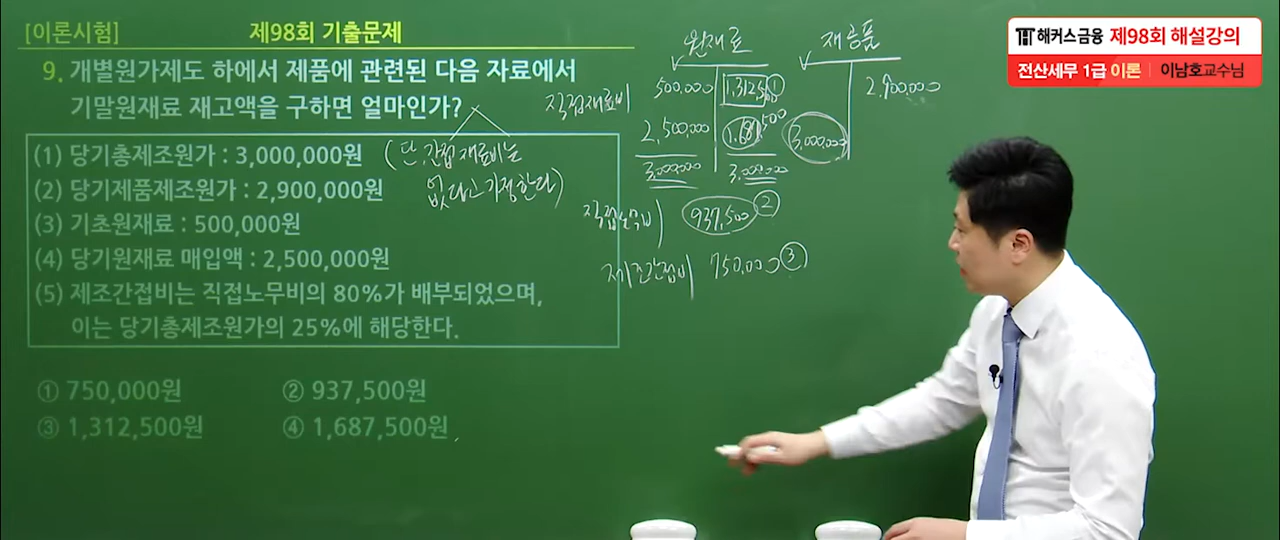 [이론시험] 제98회 기출문제
9. 개별원가제도 하에서 제품에 관련된 다음 자료에서
기말원재료 재고액을 구하면 얼마인가?
(1) 당기총제조원가 : 3,000,000원
(2) 당기제품제조원가 : 2,900,000원
(3) 기초원재료 : 500,000원
(4) 당기원재료 매입액 : 2,500,000원
(5) 제조간접비는 직접노무비의 80%가 배부되었으며,
이는 당기총제조원가의 25%에 해당한다.
① 750,000원 ② 937,500원
③ 1,312,500원 ④ 1,687,500원
(단, 간접재료비는
없다고 가정한다)
원재료 재공품
직접재료비 500,000 1,312,500 ① 2,900,000
2,500,000 1,687,500 3,000,000
3,000,000 3,000,000
직접노무비) 937,500 ②
제조간접비 750,000 ③
해커스금융 제98회 해설강의
전산세무 1급 이론 이남호교수님